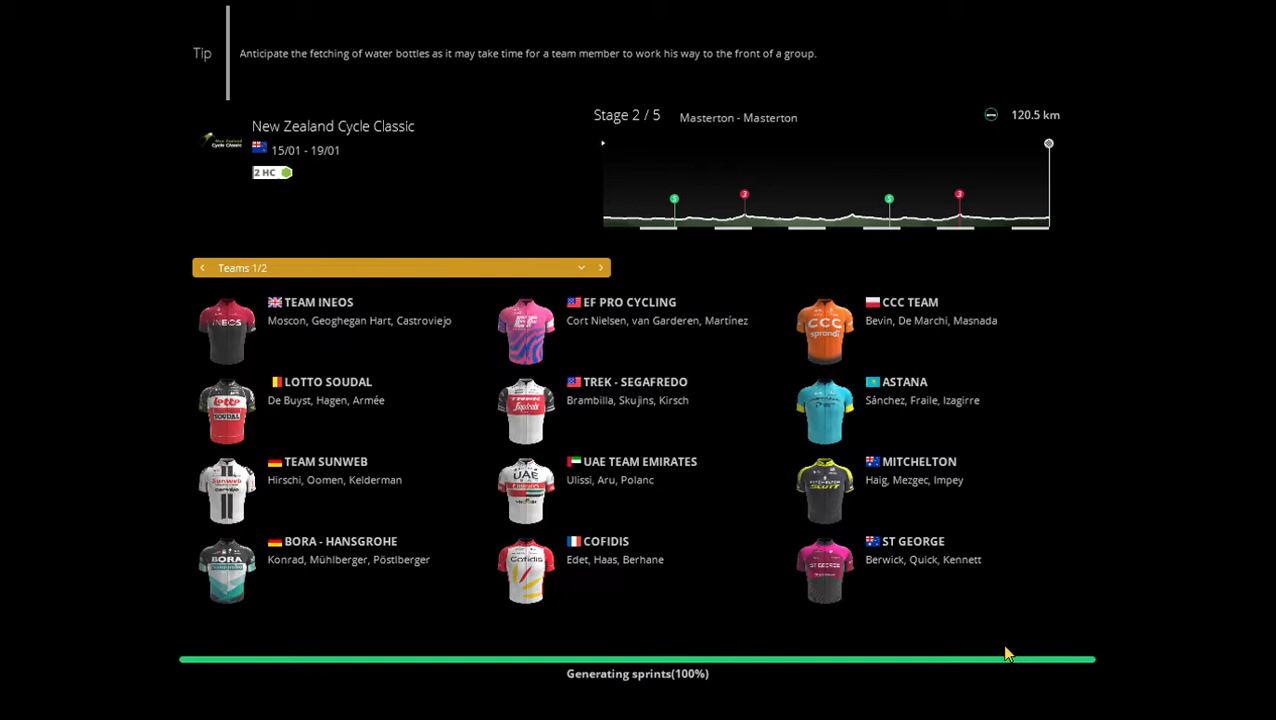 Tip
Anticipate the fetching of water bottles as it may take time for a team member to work his way to the front of a group.
New Zealand Cycle Classic
15/01 - 19/01
2 HC
Stage 2 / 5
Masterton - Masterton
120.5 km
S
3
S
3
Teams 1/2
TEAM INEOS
Moscon, Geoghegan Hart, Castroviejo
EF PRO CYCLING
Cort Nielsen, van Garderen, Martínez
CCC TEAM
Bevin, De Marchi, Masnada
LOTTO SOUDAL
De Buyst, Hagen, Armée
TREK - SEGAFREDO
Brambilla, Skujins, Kirsch
ASTANA
Sánchez, Fraile, Izagirre
TEAM SUNWEB
Hirschi, Oomen, Kelderman
UAE TEAM EMIRATES
Ulissi, Aru, Polanc
MITCHELTON
Haig, Mezgec, Impey
BORA - HANSGROHE
Konrad, Mühlberger, Pöstlberger
COFIDIS
Edet, Haas, Berhane
ST GEORGE
Berwick, Quick, Kennett
Generating sprints(100%)